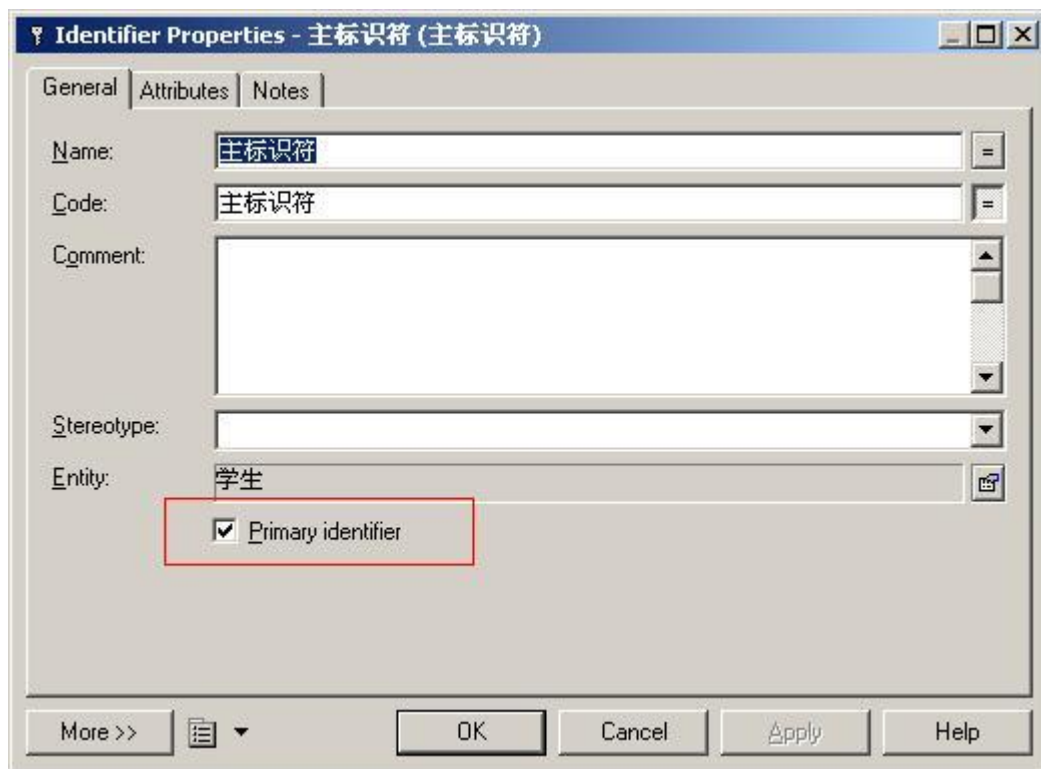 Identifier Properties - 主标识符 (主标识符)
General Attributes Notes
Name: 主标识符 =
Code: 主标识符 =
Comment:
Stereotype:
Entity: 学生
Primary identifier
More >> OK Cancel Apply Help